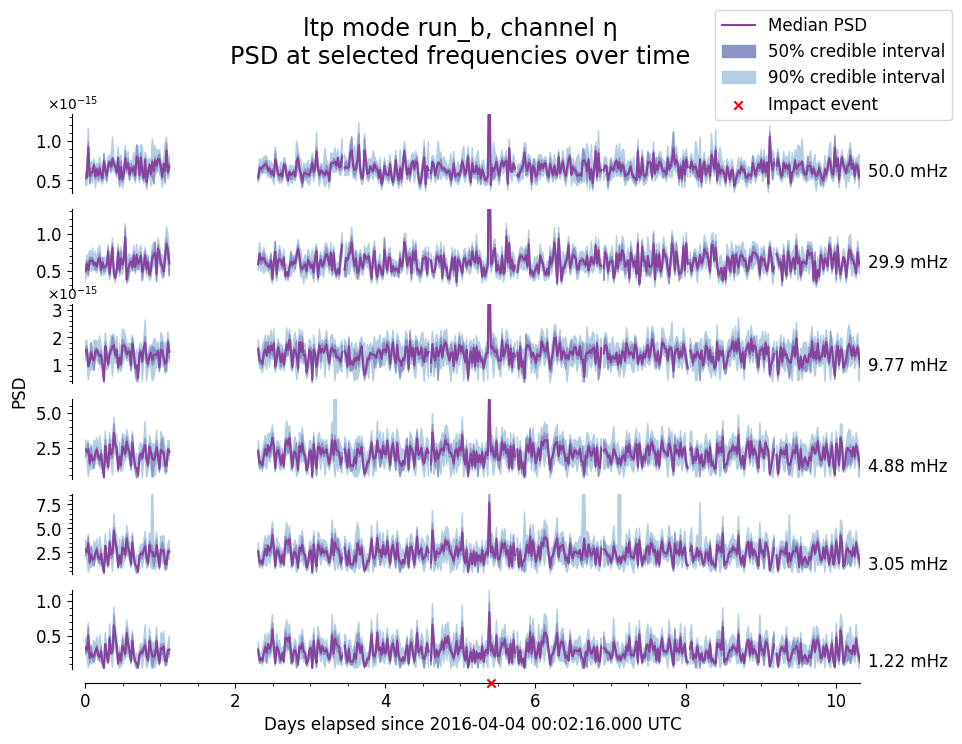 ltp mode run_b, channel η
PSD at selected frequencies over time
Median PSD
50% credible interval
90% credible interval
Impact event
×10⁻¹⁵
1.0
0.5
50.0 mHz
1.0
0.5
29.9 mHz
×10⁻¹⁵
3
2
1
9.77 mHz
PSD
5.0
2.5
4.88 mHz
7.5
5.0
2.5
3.05 mHz
1.0
0.5
1.22 mHz
0 2 4 6 8 10
Days elapsed since 2016-04-04 00:02:16.000 UTC